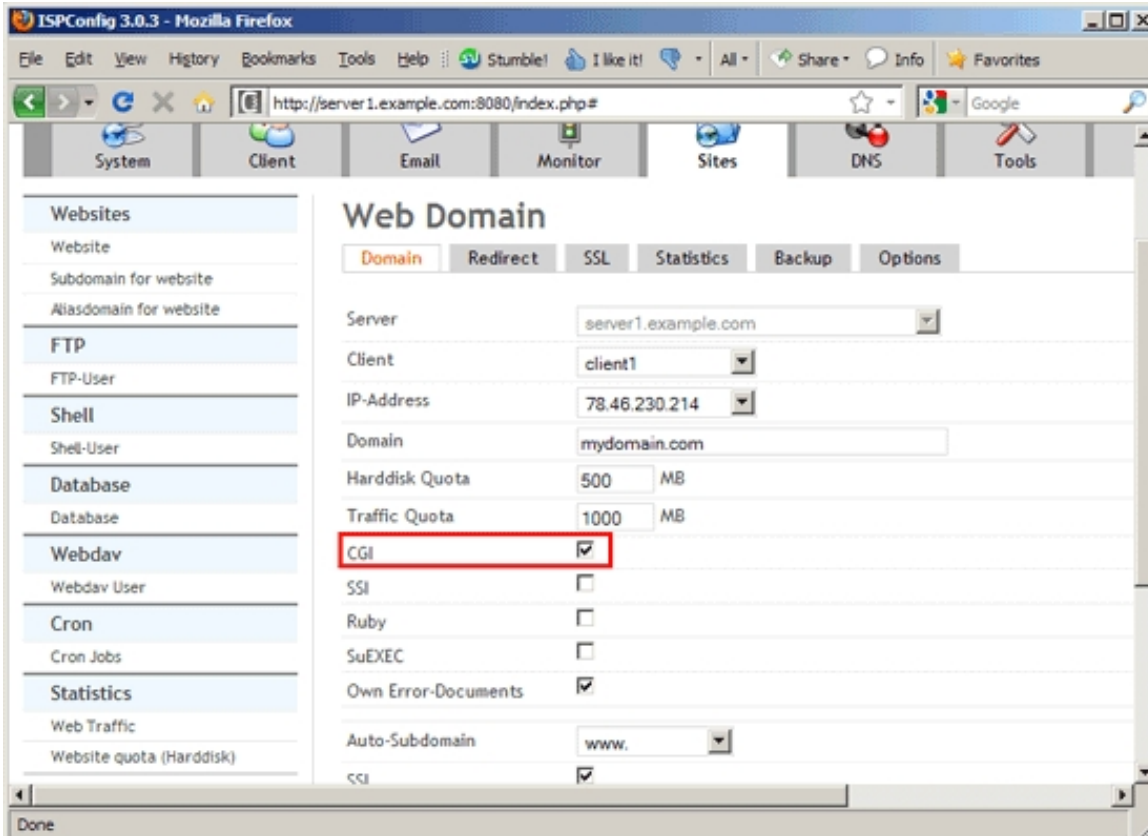 ISPConfig 3.0.3 - Mozilla Firefox
File Edit View History Bookmarks Tools Help Stumble! I like it! All Share Info Favorites
http://server1.example.com:8080/index.php# Google
System Client Email Monitor Sites DNS Tools
Websites
Website
Subdomain for website
Aliasdomain for website
FTP
FTP-User
Shell
Shell-User
Database
Database
Webdav
Webdav User
Cron
Cron Jobs
Statistics
Web Traffic
Website quota (Harddisk)
Web Domain
Domain Redirect SSL Statistics Backup Options
Server server1.example.com
Client client1
IP-Address 78.46.230.214
Domain mydomain.com
Harddisk Quota 500 MB
Traffic Quota 1000 MB
CGI
SSI
Ruby
SuEXEC
Own Error-Documents
Auto-Subdomain www.
Done